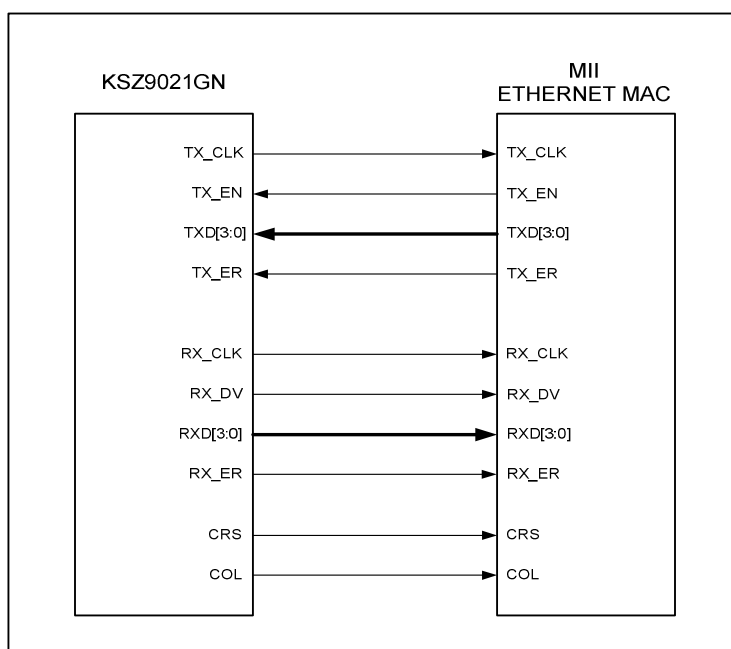 KSZ9021GN
MII
ETHERNET MAC
TX_CLK TX_CLK
TX_EN TX_EN
TXD[3:0] TXD[3:0]
TX_ER TX_ER
RX_CLK RX_CLK
RX_DV RX_DV
RXD[3:0] RXD[3:0]
RX_ER RX_ER
CRS CRS
COL COL